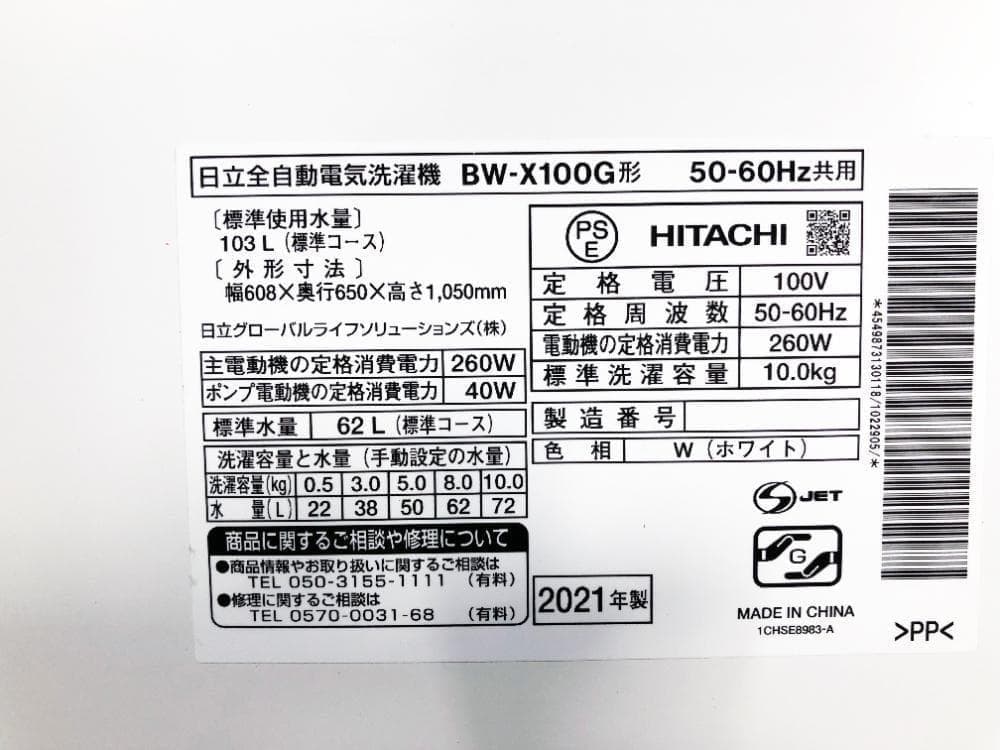 日立全自動電気洗濯機 BW-X100G形 50-60Hz共用
〔標準使用水量〕
103 L (標準コース)
〔外形寸法〕
幅608×奥行650×高さ1,050mm
日立グローバルライフソリューションズ(株)
主電動機の定格消費電力 260W
ポンプ電動機の定格消費電力 40W
標準水量 62 L (標準コース)
洗濯容量と水量 (手動設定の水量)
洗濯容量(kg) 0.5 3.0 5.0 8.0 10.0
水量(L) 22 38 50 62 72
商品に関するご相談や修理について
●商品情報やお取り扱いに関するご相談は
TEL 050-3155-1111 (有料)
●修理に関するご相談は
TEL 0570-0031-68 (有料)
PS
E
HITACHI
定格電圧 100V
定格周波数 50-60Hz
電動機の定格消費電力 260W
標準洗濯容量 10.0kg
製造番号
色相 W (ホワイト)
S JET
G
2021年製
MADE IN CHINA
1CHSE8983-A
*4549873130118/1022905/*
>PP<